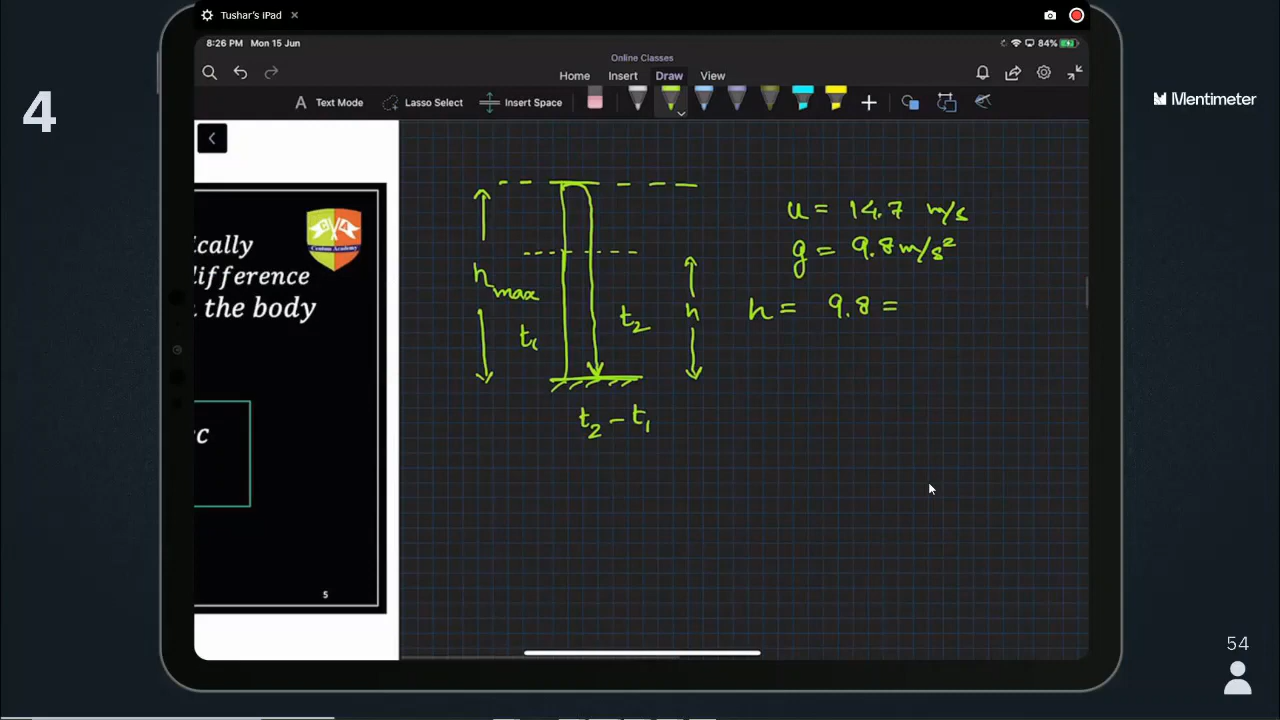 Tushar's iPad ×
8:26 PM Mon 15 Jun
84%
Online Classes
Home Insert Draw View
A Text Mode Lasso Select Insert Space
4
Mentimeter
ically
ifference
the body
c
5
h max
t₁
t₂
h
t₂ - t₁
u = 14.7 m/s
g = 9.8 m/s²
h = 9.8 =
54